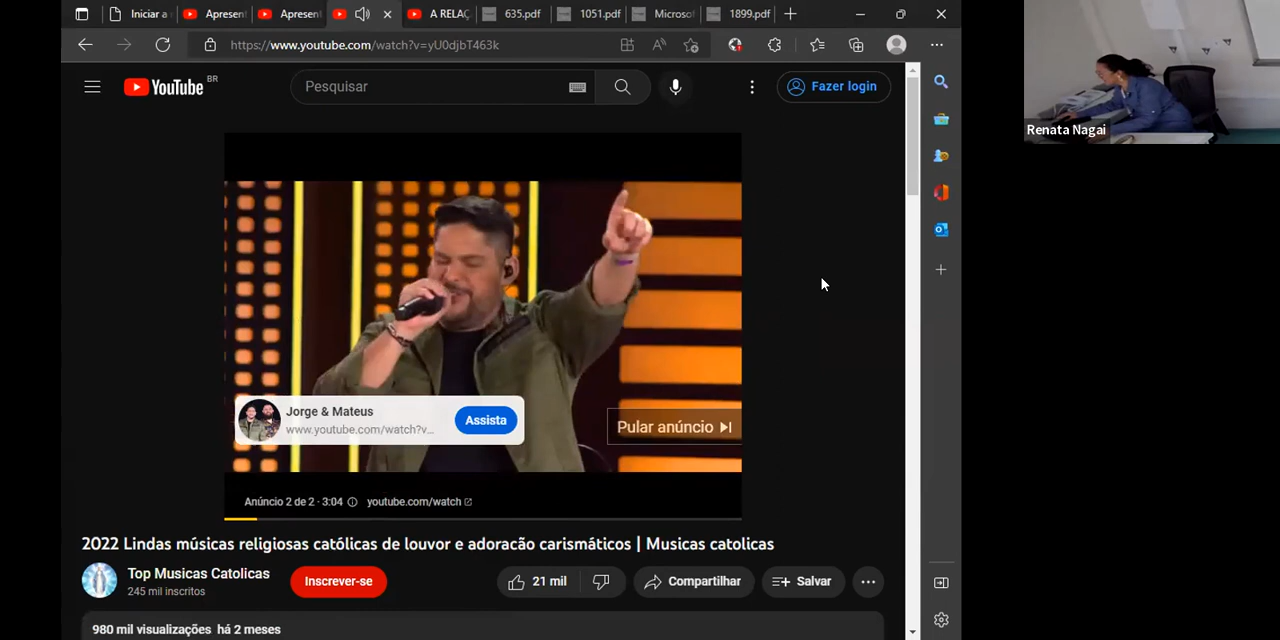 Iniciar a
Apresent
Apresent
A RELAÇ
635.pdf
1051.pdf
Microsof
1899.pdf
https://www.youtube.com/watch?v=yU0djbT463k
YouTube BR
Pesquisar
Fazer login
Renata Nagai
Jorge & Mateus
www.youtube.com/watch?v...
Assista
Pular anúncio
Anúncio 2 de 2 · 3:04
youtube.com/watch
2022 Lindas músicas religiosas católicas de louvor e adoracão carismáticos | Musicas catolicas
Top Musicas Catolicas
245 mil inscritos
Inscrever-se
21 mil
Compartilhar
Salvar
980 mil visualizações há 2 meses